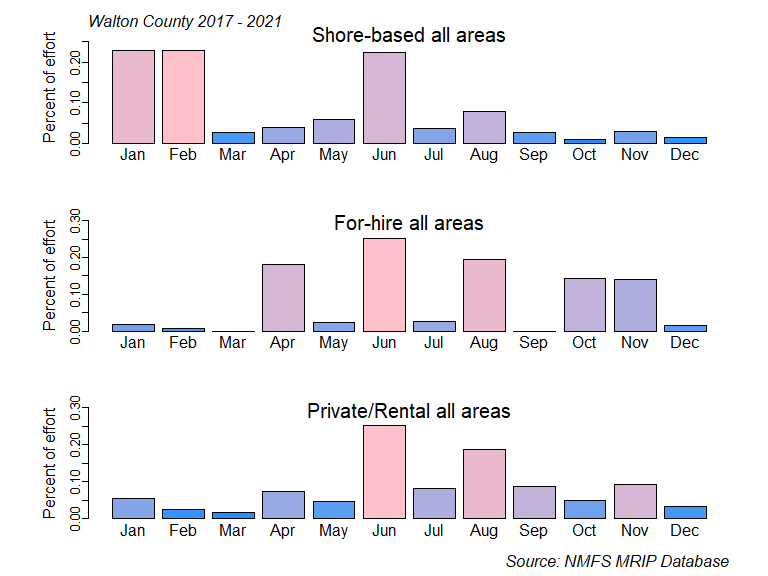 Walton County 2017 - 2021
Shore-based all areas
Percent of effort
0.00 0.10 0.20
Jan Feb Mar Apr May Jun Jul Aug Sep Oct Nov Dec
For-hire all areas
Percent of effort
0.00 0.10 0.20 0.30
Jan Feb Mar Apr May Jun Jul Aug Sep Oct Nov Dec
Private/Rental all areas
Percent of effort
0.00 0.10 0.20 0.30
Jan Feb Mar Apr May Jun Jul Aug Sep Oct Nov Dec
Source: NMFS MRIP Database